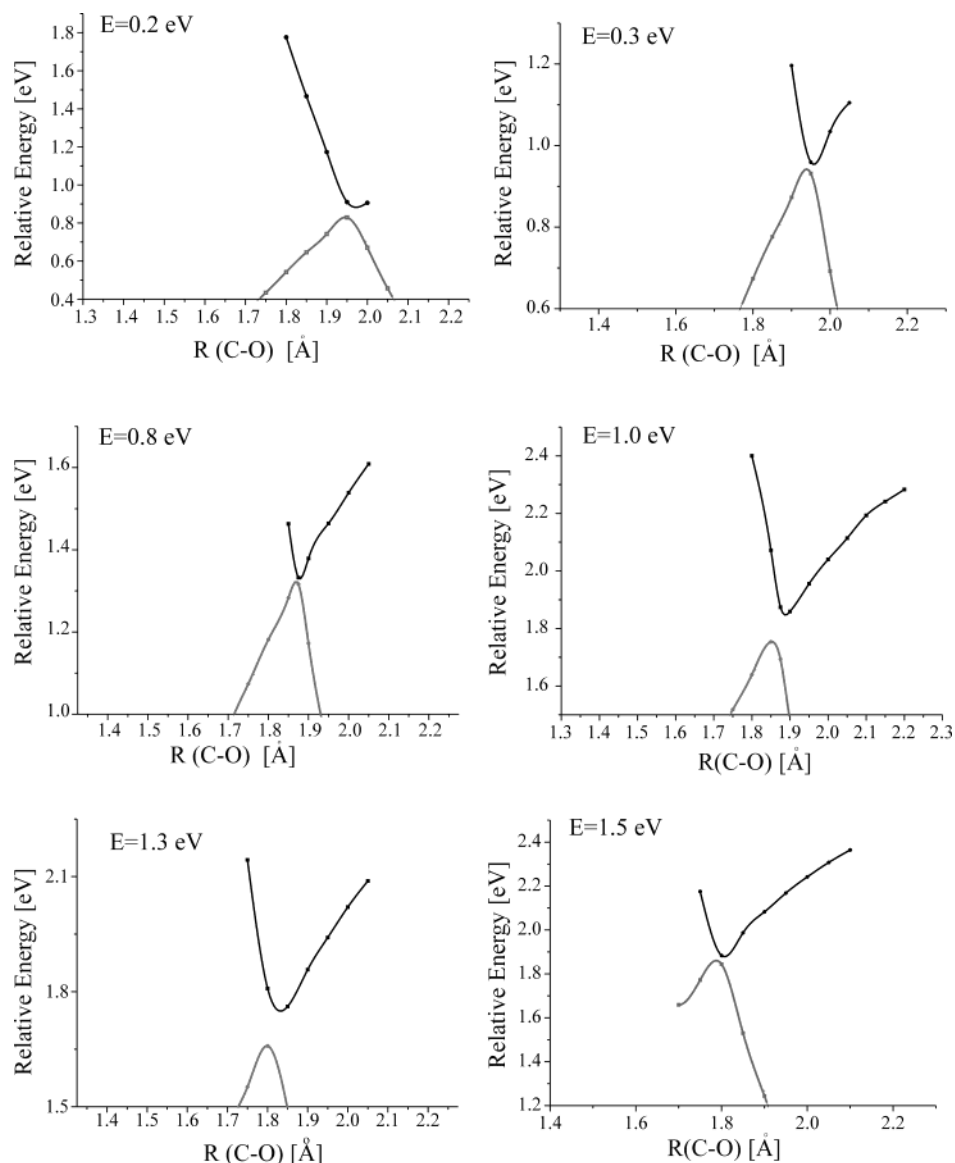 E=0.2 eV
Relative Energy [eV]
1.8
1.6
1.4
1.2
1.0
0.8
0.6
0.4
1.3 1.4 1.5 1.6 1.7 1.8 1.9 2.0 2.1 2.2
R (C-O) [Å]
E=0.3 eV
Relative Energy [eV]
1.2
1.0
0.8
0.6
1.4 1.6 1.8 2.0 2.2
R (C-O) [Å]
E=0.8 eV
Relative Energy [eV]
1.6
1.4
1.2
1.0
1.4 1.5 1.6 1.7 1.8 1.9 2.0 2.1 2.2
R (C-O) [Å]
E=1.0 eV
Relative Energy [eV]
2.4
2.2
2.0
1.8
1.6
1.3 1.4 1.5 1.6 1.7 1.8 1.9 2.0 2.1 2.2 2.3
R(C-O) [Å]
E=1.3 eV
Relative Energy [eV]
2.1
1.8
1.5
1.4 1.5 1.6 1.7 1.8 1.9 2.0 2.1 2.2
R (C-O) [Å]
E=1.5 eV
Relative Energy [eV]
2.4
2.2
2.0
1.8
1.6
1.4
1.2
1.4 1.6 1.8 2.0 2.2
R(C-O) [Å]